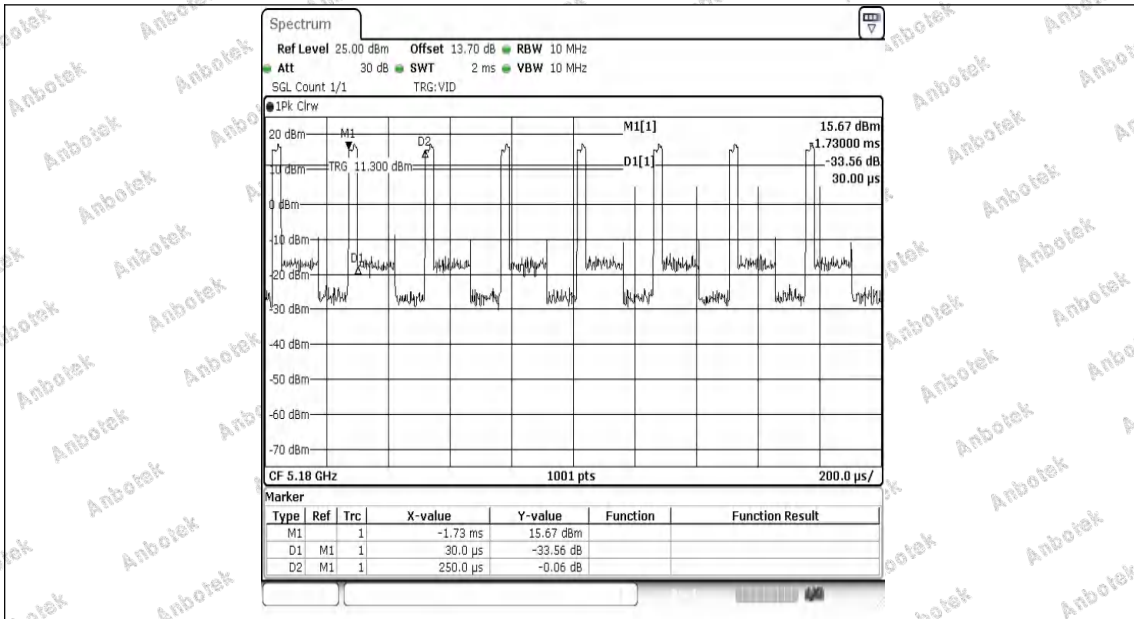 Spectrum
Ref Level 25.00 dBm Offset 13.70 dB RBW 10 MHz
Att 30 dB SWT 2 ms VBW 10 MHz
SGL Count 1/1 TRG:VID
1Pk Clrw
M1[1] 15.67 dBm
-1.73000 ms
D1[1] -33.56 dB
30.00 µs
20 dBm
M1
D2
10 dBm
TRG 11.300 dBm
0 dBm
-10 dBm
D1
-20 dBm
-30 dBm
-40 dBm
-50 dBm
-60 dBm
-70 dBm
CF 5.18 GHz 1001 pts 200.0 µs/
Marker
Type Ref Trc X-value Y-value Function Function Result
M1 1 -1.73 ms 15.67 dBm
D1 M1 1 30.0 µs -33.56 dB
D2 M1 1 250.0 µs -0.06 dB
Anbotek